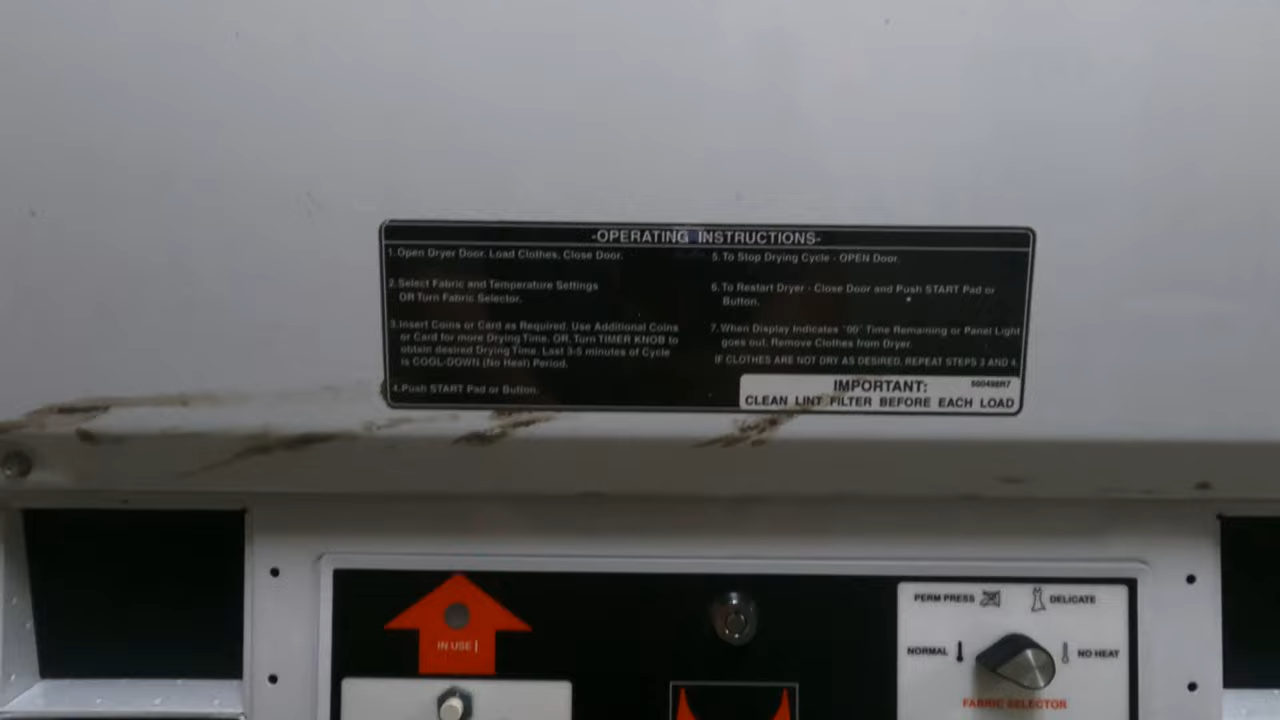 -OPERATING INSTRUCTIONS-
1. Open Dryer Door. Load Clothes, Close Door.
2. Select Fabric and Temperature Settings
OR Turn Fabric Selector.
3. Insert Coins or Card as Required. Use Additional Coins
or Card for more Drying Time. OR, Turn TIMER KNOB to
obtain desired Drying Time. Last 3-5 minutes of Cycle
is COOL-DOWN (No Heat) Period.
4. Push START Pad or Button.
5. To Stop Drying Cycle - OPEN Door.
6. To Restart Dryer - Close Door and Push START Pad or
Button.
7. When Display Indicates "00" Time Remaining or Panel Light
goes out, Remove Clothes from Dryer.
IF CLOTHES ARE NOT DRY AS DESIRED, REPEAT STEPS 3 AND 4.
IMPORTANT:
500498R7
CLEAN LINT FILTER BEFORE EACH LOAD
IN USE
PERM PRESS
DELICATE
NORMAL
NO HEAT
FABRIC SELECTOR